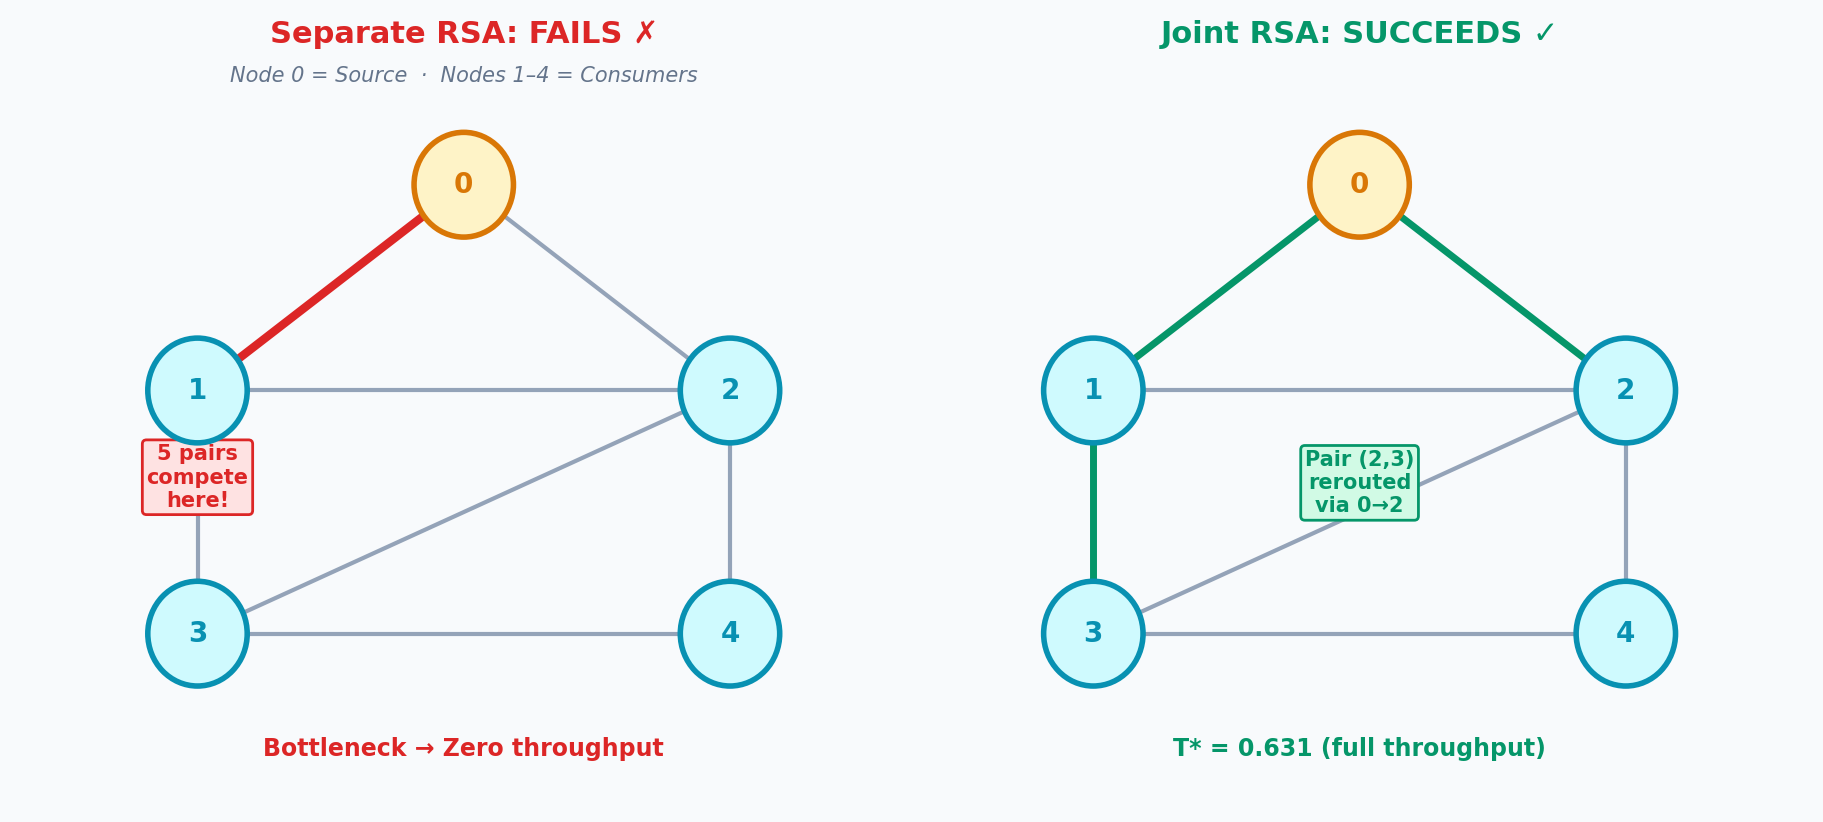 Separate RSA: FAILS ✗
Node 0 = Source · Nodes 1–4 = Consumers
0
1
2
5 pairs
compete
here!
3
4
Bottleneck → Zero throughput
Joint RSA: SUCCEEDS ✓
0
1
2
Pair (2,3)
rerouted
via 0→2
3
4
T* = 0.631 (full throughput)